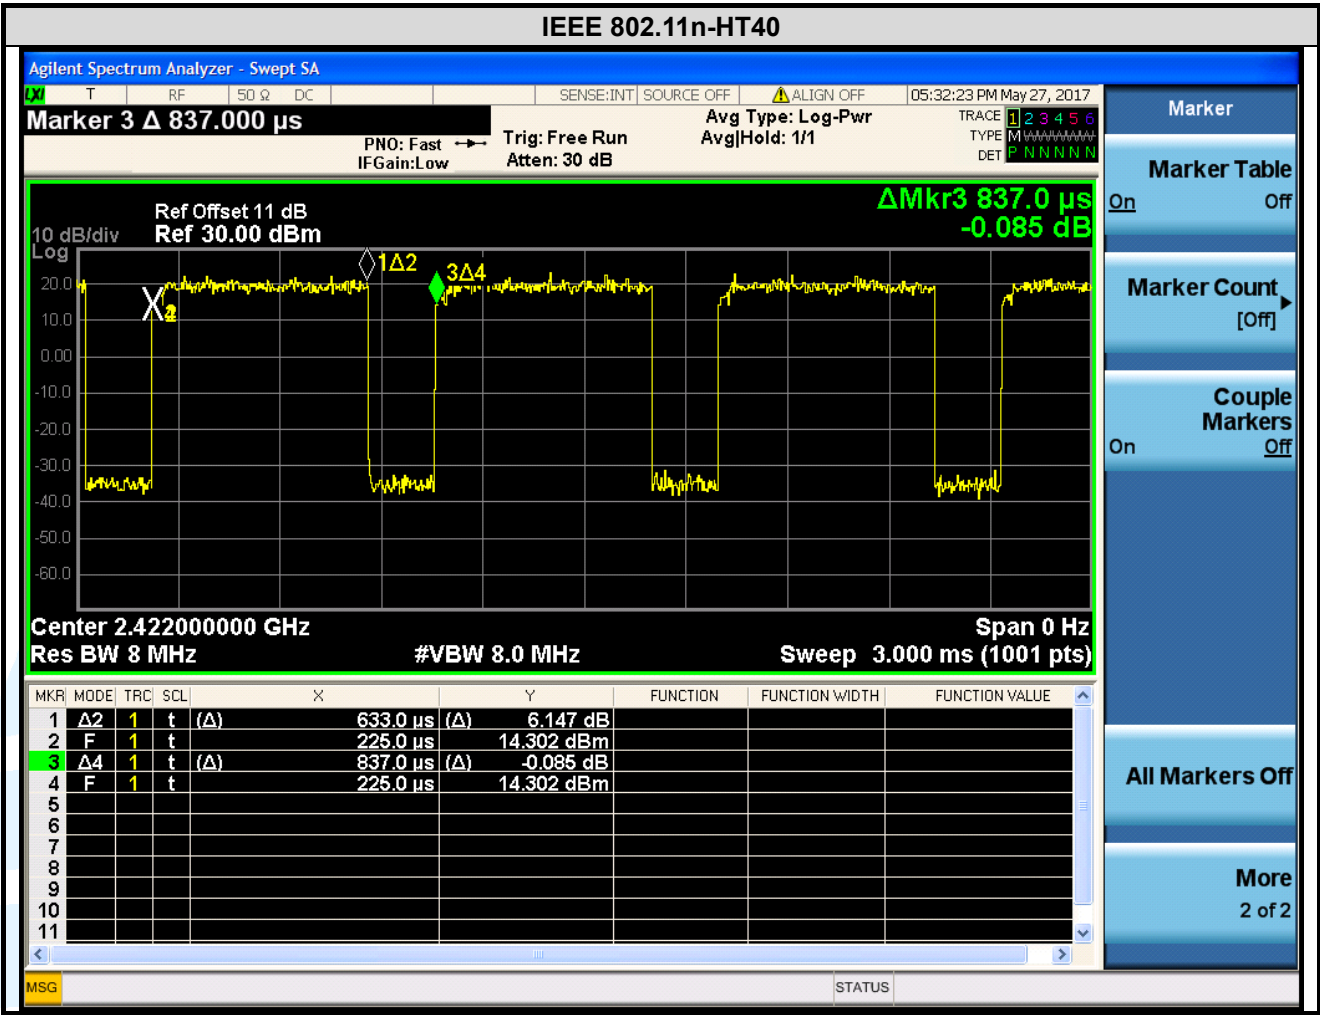 IEEE 802.11n-HT40
Agilent Spectrum Analyzer - Swept SA
LXI T RF 50 Ω DC SENSE:INT SOURCE OFF ALIGN OFF 05:32:23 PM May 27, 2017
Marker 3 Δ 837.000 µs
PNO: Fast
IFGain:Low
Trig: Free Run
Atten: 30 dB
Avg Type: Log-Pwr
Avg|Hold: 1/1
TRACE 1 2 3 4 5 6
TYPE M WWWWWW
DET P N N N N N
ΔMkr3 837.0 µs
-0.085 dB
Ref Offset 11 dB
Ref 30.00 dBm
10 dB/div
Log
1Δ2
3Δ4
20.0
10.0
0.00
-10.0
-20.0
-30.0
-40.0
-50.0
-60.0
Center 2.422000000 GHz Span 0 Hz
Res BW 8 MHz #VBW 8.0 MHz Sweep 3.000 ms (1001 pts)
MKR MODE TRC SCL X Y FUNCTION FUNCTION WIDTH FUNCTION VALUE
1 Δ2 1 t (Δ) 633.0 µs (Δ) 6.147 dB
2 F 1 t 225.0 µs 14.302 dBm
3 Δ4 1 t (Δ) 837.0 µs (Δ) -0.085 dB
4 F 1 t 225.0 µs 14.302 dBm
5
6
7
8
9
10
11
MSG STATUS
Marker
Marker Table
On Off
Marker Count
[Off]
Couple
Markers
On Off
All Markers Off
More
2 of 2